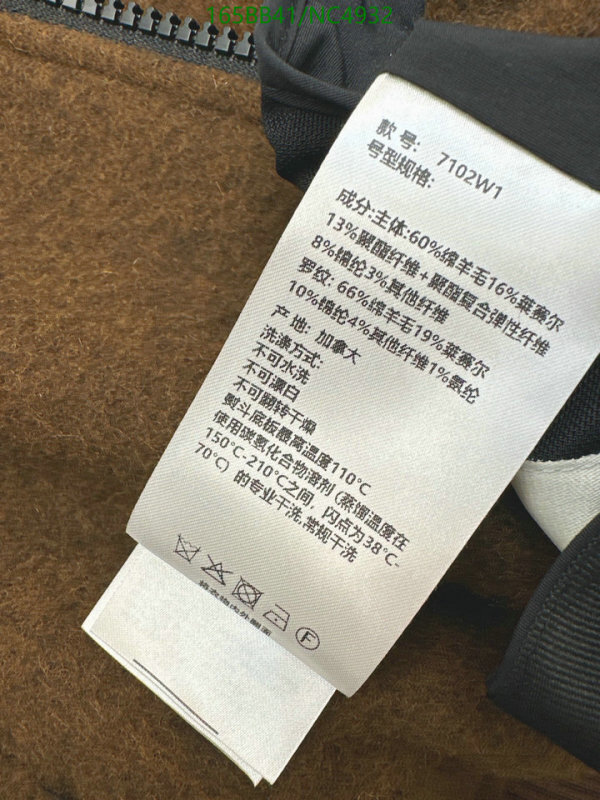 165BB41/NC4932
款 号: 7102W1
号型规格:
成分:主体:60%绵羊毛16%莱赛尔
13%聚酯纤维+聚酯复合弹性纤维
8%锦纶3%其他纤维
罗纹: 66%绵羊毛19%莱赛尔
10%锦纶4%其他纤维1%氨纶
产 地: 加拿大
洗涤方式:
不可水洗
不可漂白
不可翻转干燥
熨斗底板最高温度110℃
使用碳氢化合物溶剂 (蒸馏温度在
150℃-210℃之间, 闪点为38℃-
70℃) 的专业干洗,常规干洗
F